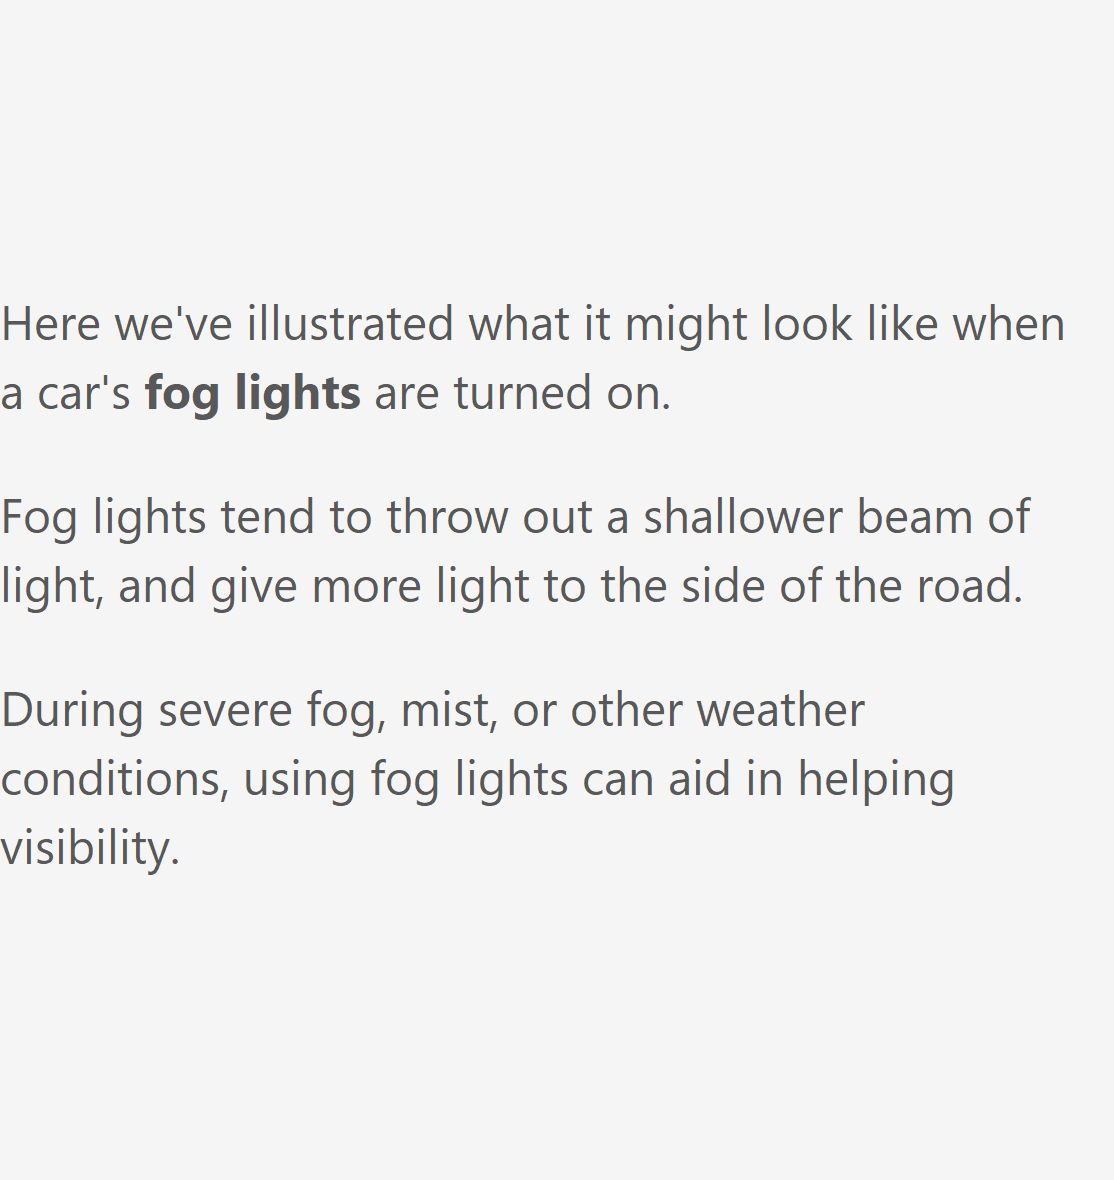 Here we've illustrated what it might look like when
a car's fog lights are turned on.
Fog lights tend to throw out a shallower beam of
light, and give more light to the side of the road.
During severe fog, mist, or other weather
conditions, using fog lights can aid in helping
visibility.